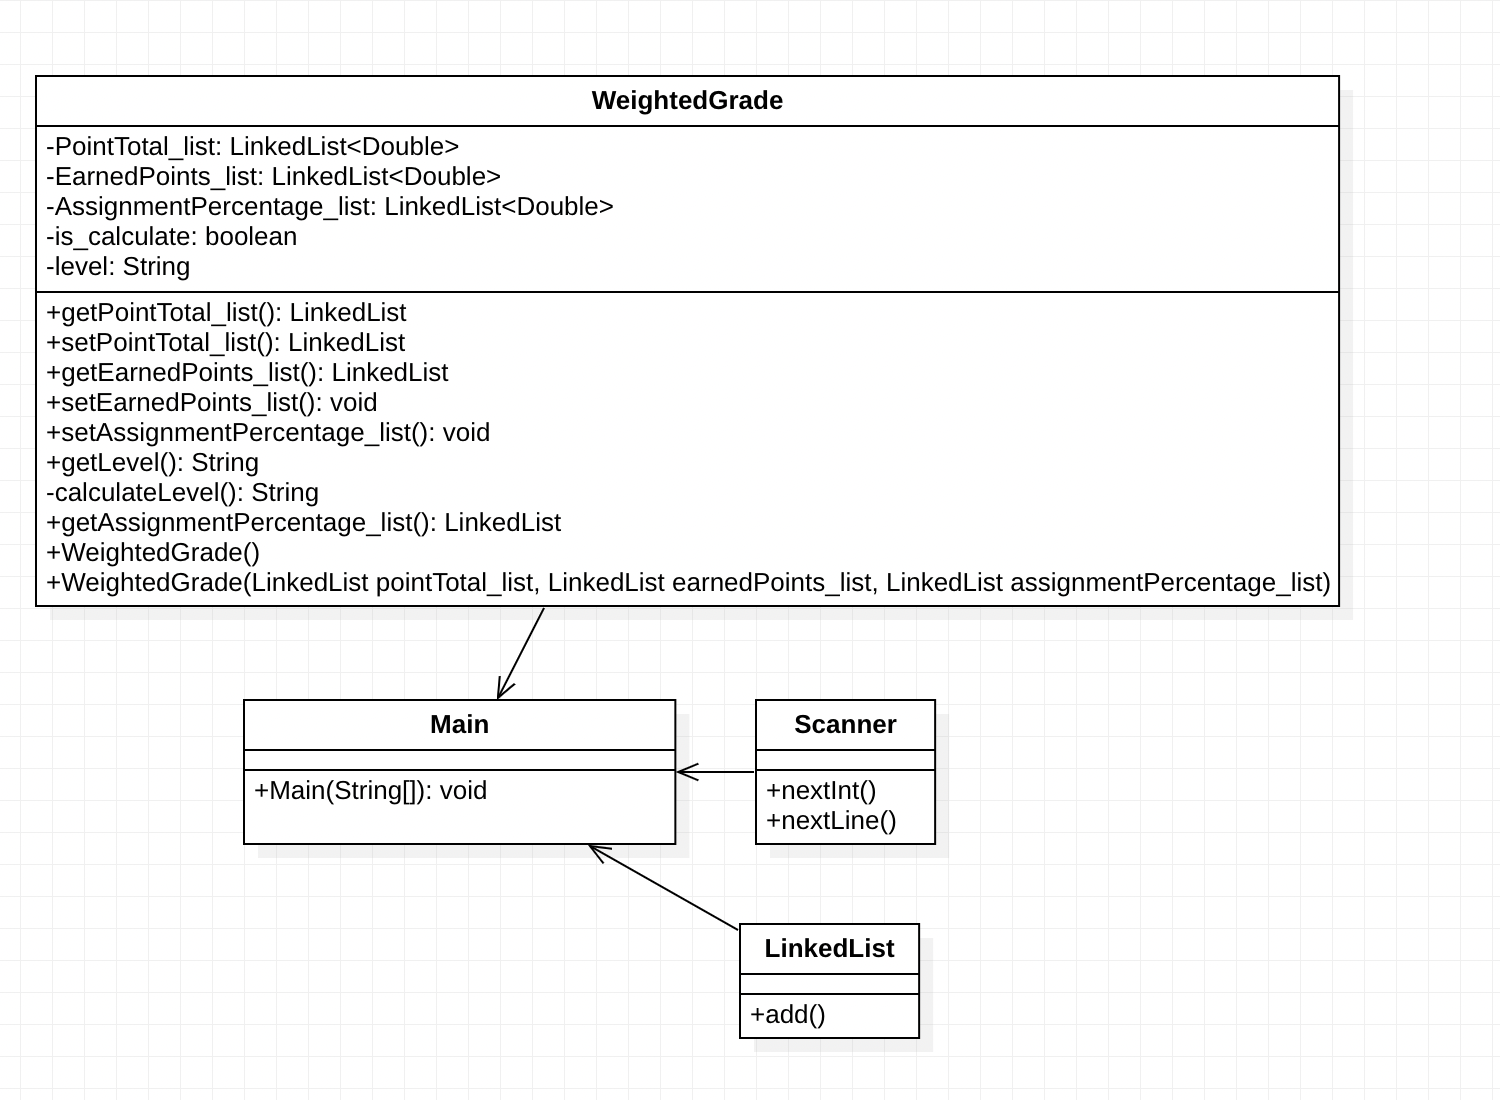 WeightedGrade
-PointTotal_list: LinkedList<Double>
-EarnedPoints_list: LinkedList<Double>
-AssignmentPercentage_list: LinkedList<Double>
-is_calculate: boolean
-level: String
+getPointTotal_list(): LinkedList
+setPointTotal_list(): LinkedList
+getEarnedPoints_list(): LinkedList
+setEarnedPoints_list(): void
+setAssignmentPercentage_list(): void
+getLevel(): String
-calculateLevel(): String
+getAssignmentPercentage_list(): LinkedList
+WeightedGrade()
+WeightedGrade(LinkedList pointTotal_list, LinkedList earnedPoints_list, LinkedList assignmentPercentage_list)
Main
+Main(String[]): void
Scanner
+nextInt()
+nextLine()
LinkedList
+add()